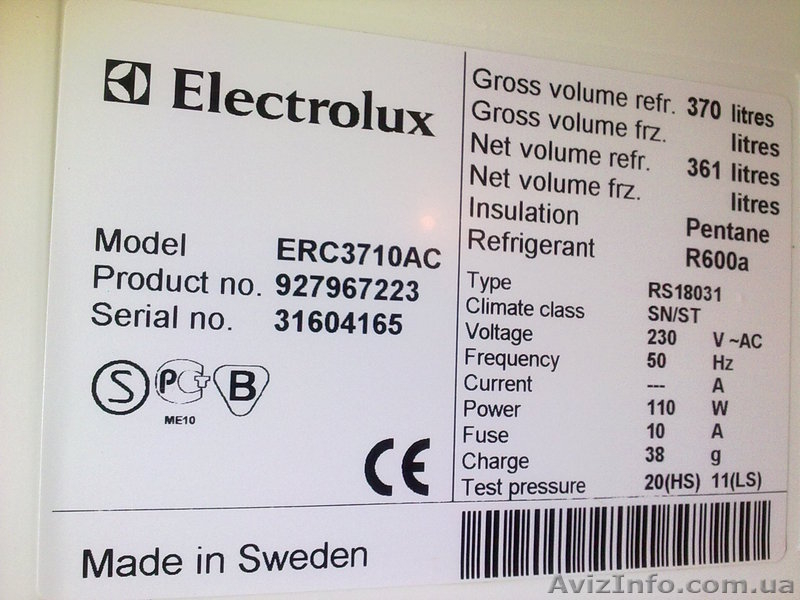 Electrolux
Model ERC3710AC
Product no. 927967223
Serial no. 31604165
S PCT B
ME10
CE
Gross volume refr. 370 litres
Gross volume frz. litres
Net volume refr. 361 litres
Net volume frz. litres
Insulation Pentane
Refrigerant R600a
Type RS18031
Climate class SN/ST
Voltage 230 V ~AC
Frequency 50 Hz
Current --- A
Power 110 W
Fuse 10 A
Charge 38 g
Test pressure 20(HS) 11(LS)
Made in Sweden
AvizInfo.com.ua